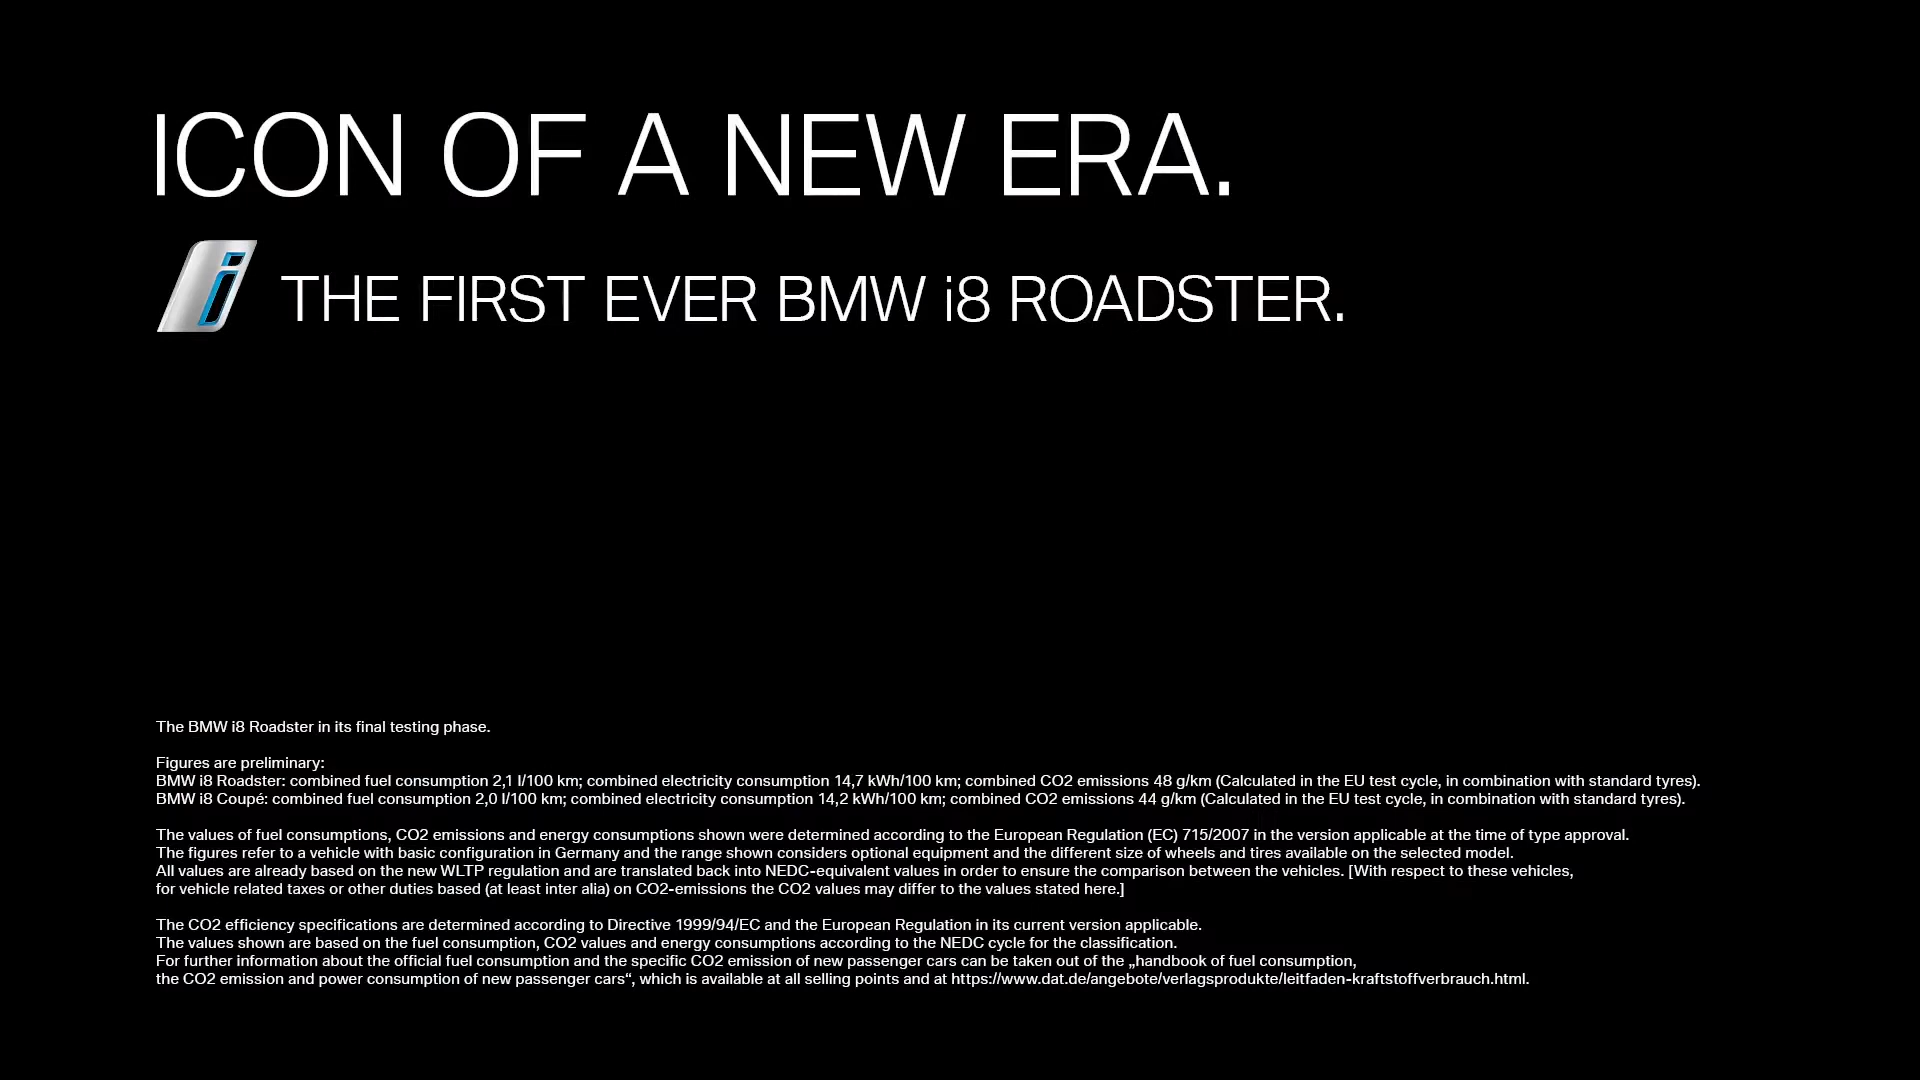 ICON OF A NEW ERA.
i THE FIRST EVER BMW i8 ROADSTER.
The BMW i8 Roadster in its final testing phase.
Figures are preliminary:
BMW i8 Roadster: combined fuel consumption 2,1 l/100 km; combined electricity consumption 14,7 kWh/100 km; combined CO2 emissions 48 g/km (Calculated in the EU test cycle, in combination with standard tyres).
BMW i8 Coupé: combined fuel consumption 2,0 l/100 km; combined electricity consumption 14,2 kWh/100 km; combined CO2 emissions 44 g/km (Calculated in the EU test cycle, in combination with standard tyres).
The values of fuel consumptions, CO2 emissions and energy consumptions shown were determined according to the European Regulation (EC) 715/2007 in the version applicable at the time of type approval.
The figures refer to a vehicle with basic configuration in Germany and the range shown considers optional equipment and the different size of wheels and tires available on the selected model.
All values are already based on the new WLTP regulation and are translated back into NEDC-equivalent values in order to ensure the comparison between the vehicles. [With respect to these vehicles,
for vehicle related taxes or other duties based (at least inter alia) on CO2-emissions the CO2 values may differ to the values stated here.]
The CO2 efficiency specifications are determined according to Directive 1999/94/EC and the European Regulation in its current version applicable.
The values shown are based on the fuel consumption, CO2 values and energy consumptions according to the NEDC cycle for the classification.
For further information about the official fuel consumption and the specific CO2 emission of new passenger cars can be taken out of the „handbook of fuel consumption,
the CO2 emission and power consumption of new passenger cars“, which is available at all selling points and at https://www.dat.de/angebote/verlagsprodukte/leitfaden-kraftstoffverbrauch.html.